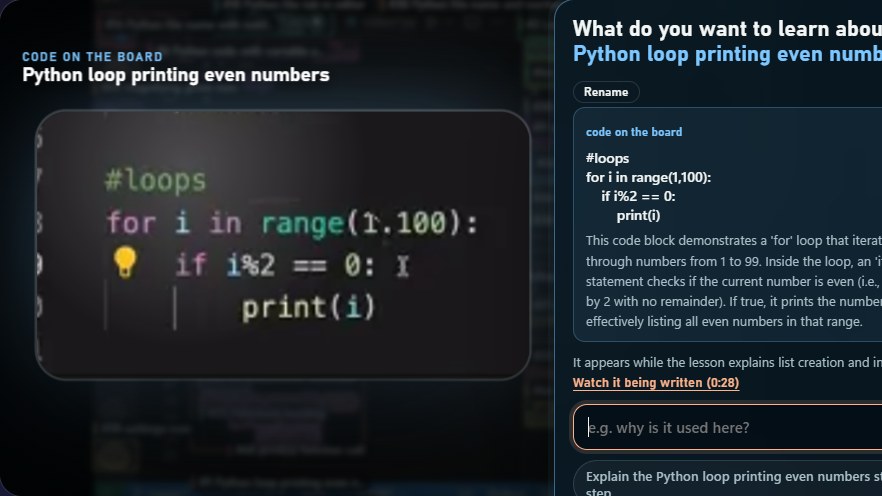 CODE ON THE BOARD
Python loop printing even numbers
#loops
for i in range(1.100):
if i%2 == 0:
print(i)
What do you want to learn abou
Python loop printing even numb
Rename
code on the board
#loops
for i in range(1,100):
if i%2 == 0:
print(i)
This code block demonstrates a 'for' loop that iterat
through numbers from 1 to 99. Inside the loop, an 'i
statement checks if the current number is even (i.e.,
by 2 with no remainder). If true, it prints the number
effectively listing all even numbers in that range.
It appears while the lesson explains list creation and in
Watch it being written (0:28)
e.g. why is it used here?
Explain the Python loop printing even numbers st
step